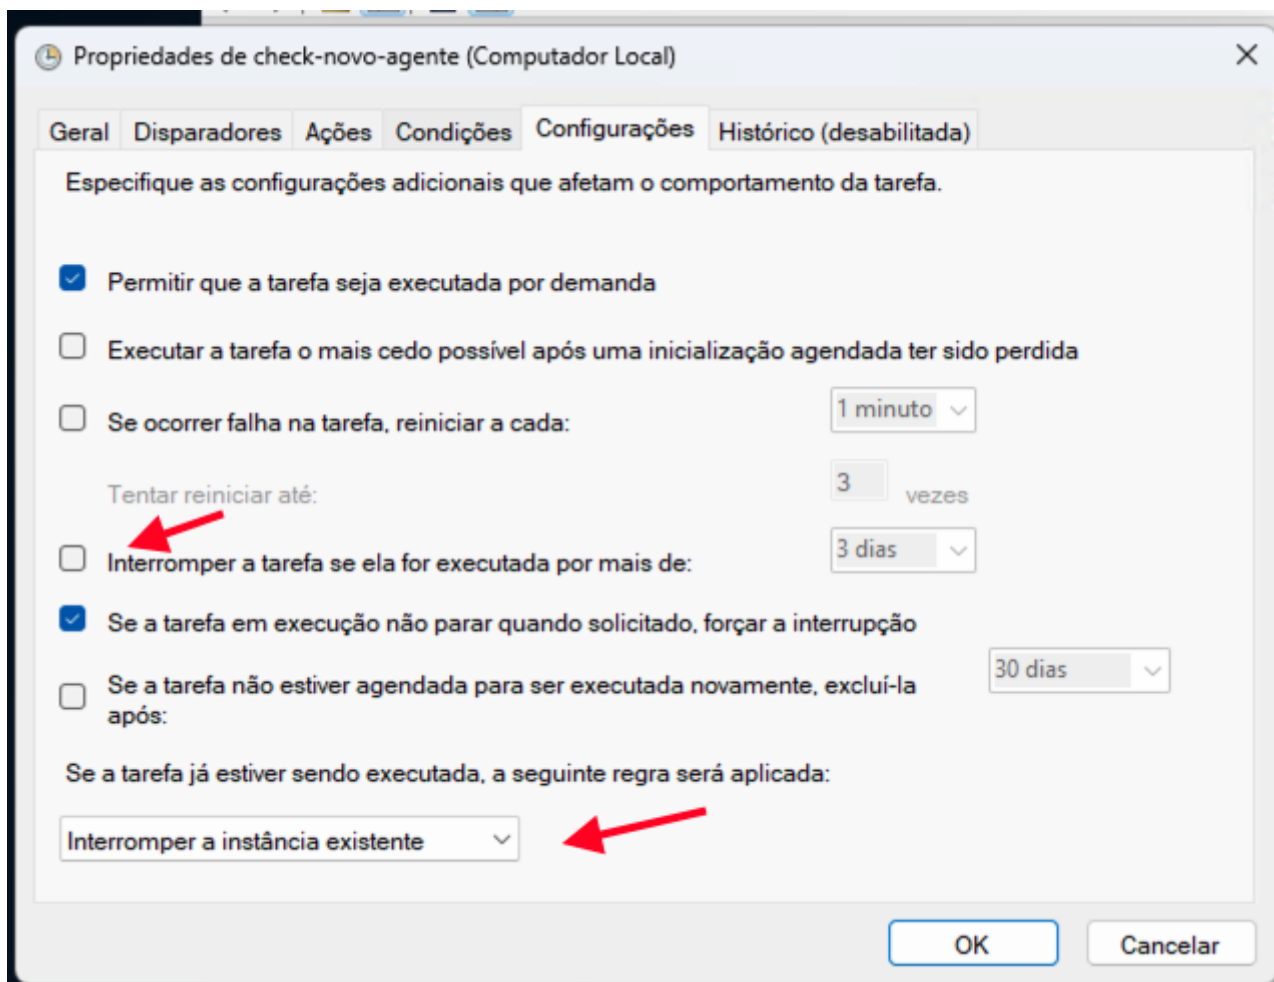 Propriedades de check-novo-agente (Computador Local)
Geral Disparadores Ações Condições Configurações Histórico (desabilitada)
Especifique as configurações adicionais que afetam o comportamento da tarefa.
Permitir que a tarefa seja executada por demanda
Executar a tarefa o mais cedo possível após uma inicialização agendada ter sido perdida
Se ocorrer falha na tarefa, reiniciar a cada: 1 minuto
Tentar reiniciar até: 3 vezes
Interromper a tarefa se ela for executada por mais de: 3 dias
Se a tarefa em execução não parar quando solicitado, forçar a interrupção
Se a tarefa não estiver agendada para ser executada novamente, excluí-la 30 dias
após:
Se a tarefa já estiver sendo executada, a seguinte regra será aplicada:
Interromper a instância existente
OK Cancelar